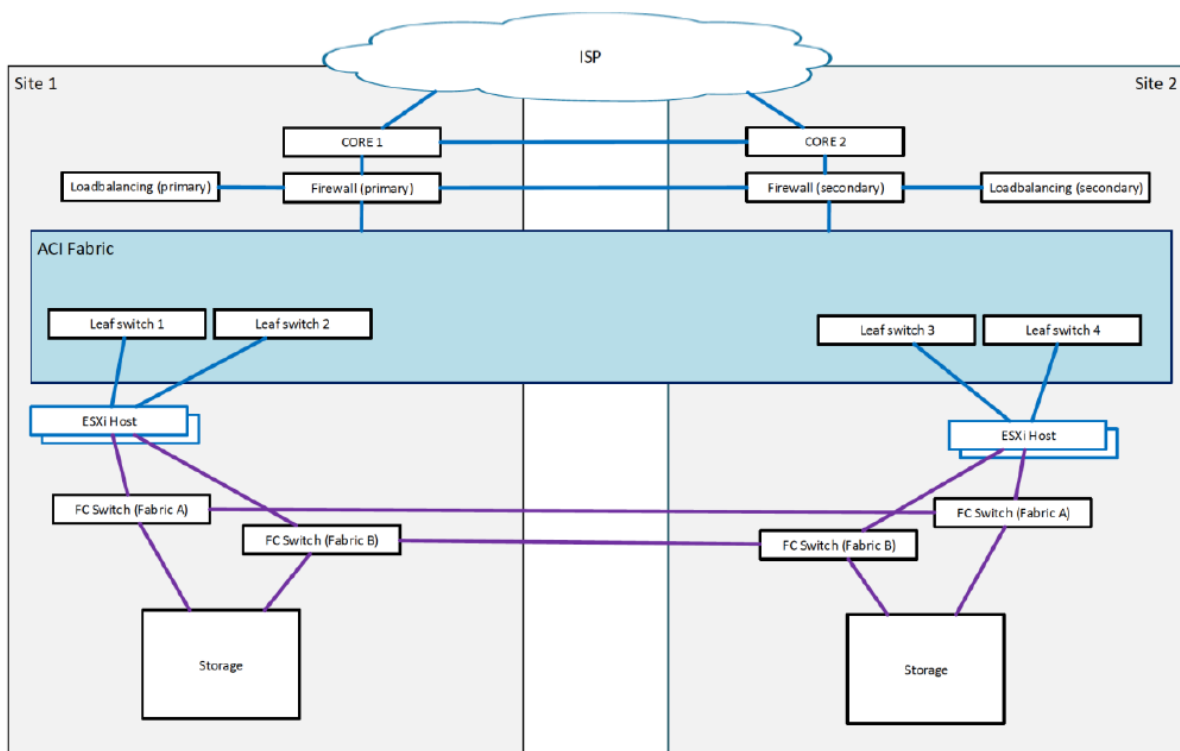 ISP
Site 1
Site 2
CORE 1
CORE 2
Loadbalancing (primary)
Firewall (primary)
Firewall (secondary)
Loadbalancing (secondary)
ACI Fabric
Leaf switch 1
Leaf switch 2
Leaf switch 3
Leaf switch 4
ESXi Host
ESXi Host
FC Switch (Fabric A)
FC Switch (Fabric A)
FC Switch (Fabric B)
FC Switch (Fabric B)
Storage
Storage